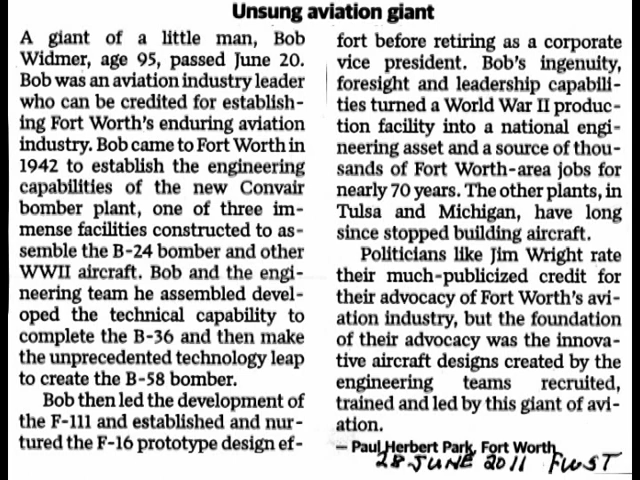 Unsung aviation giant
A giant of a little man, Bob
Widmer, age 95, passed June 20.
Bob was an aviation industry leader
who can be credited for establish-
ing Fort Worth's enduring aviation
industry. Bob came to Fort Worth in
1942 to establish the engineering
capabilities of the new Convair
bomber plant, one of three im-
mense facilities constructed to as-
semble the B-24 bomber and other
WWII aircraft. Bob and the engi-
neering team he assembled devel-
oped the technical capability to
complete the B-36 and then make
the unprecedented technology leap
to create the B-58 bomber.
Bob then led the development of
the F-111 and established and nur-
tured the F-16 prototype design ef-
fort before retiring as a corporate
vice president. Bob's ingenuity,
foresight and leadership capabili-
ties turned a World War II produc-
tion facility into a national engi-
neering asset and a source of thou-
sands of Fort Worth-area jobs for
nearly 70 years. The other plants, in
Tulsa and Michigan, have long
since stopped building aircraft.
Politicians like Jim Wright rate
their much-publicized credit for
their advocacy of Fort Worth's avi-
ation industry, but the foundation
of their advocacy was the innova-
tive aircraft designs created by the
engineering teams recruited,
trained and led by this giant of avi-
ation.
— Paul Herbert Park, Fort Worth
28 JUNE 2011 FWST